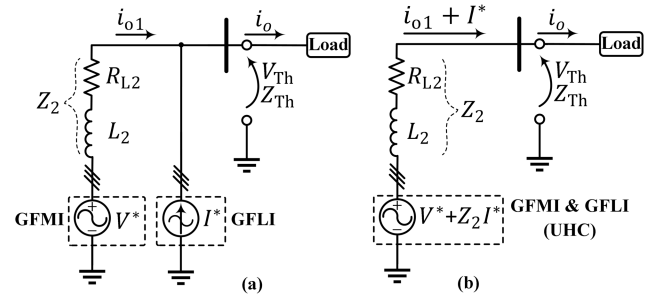 i_o1
i_o
Load
V_Th
Z_Th
Z_2
R_L2
L_2
GFMI
V*
I*
GFLI
(a)
i_o1 + I*
i_o
Load
V_Th
Z_Th
R_L2
Z_2
L_2
V*+Z_2I*
GFMI & GFLI
(UHC)
(b)